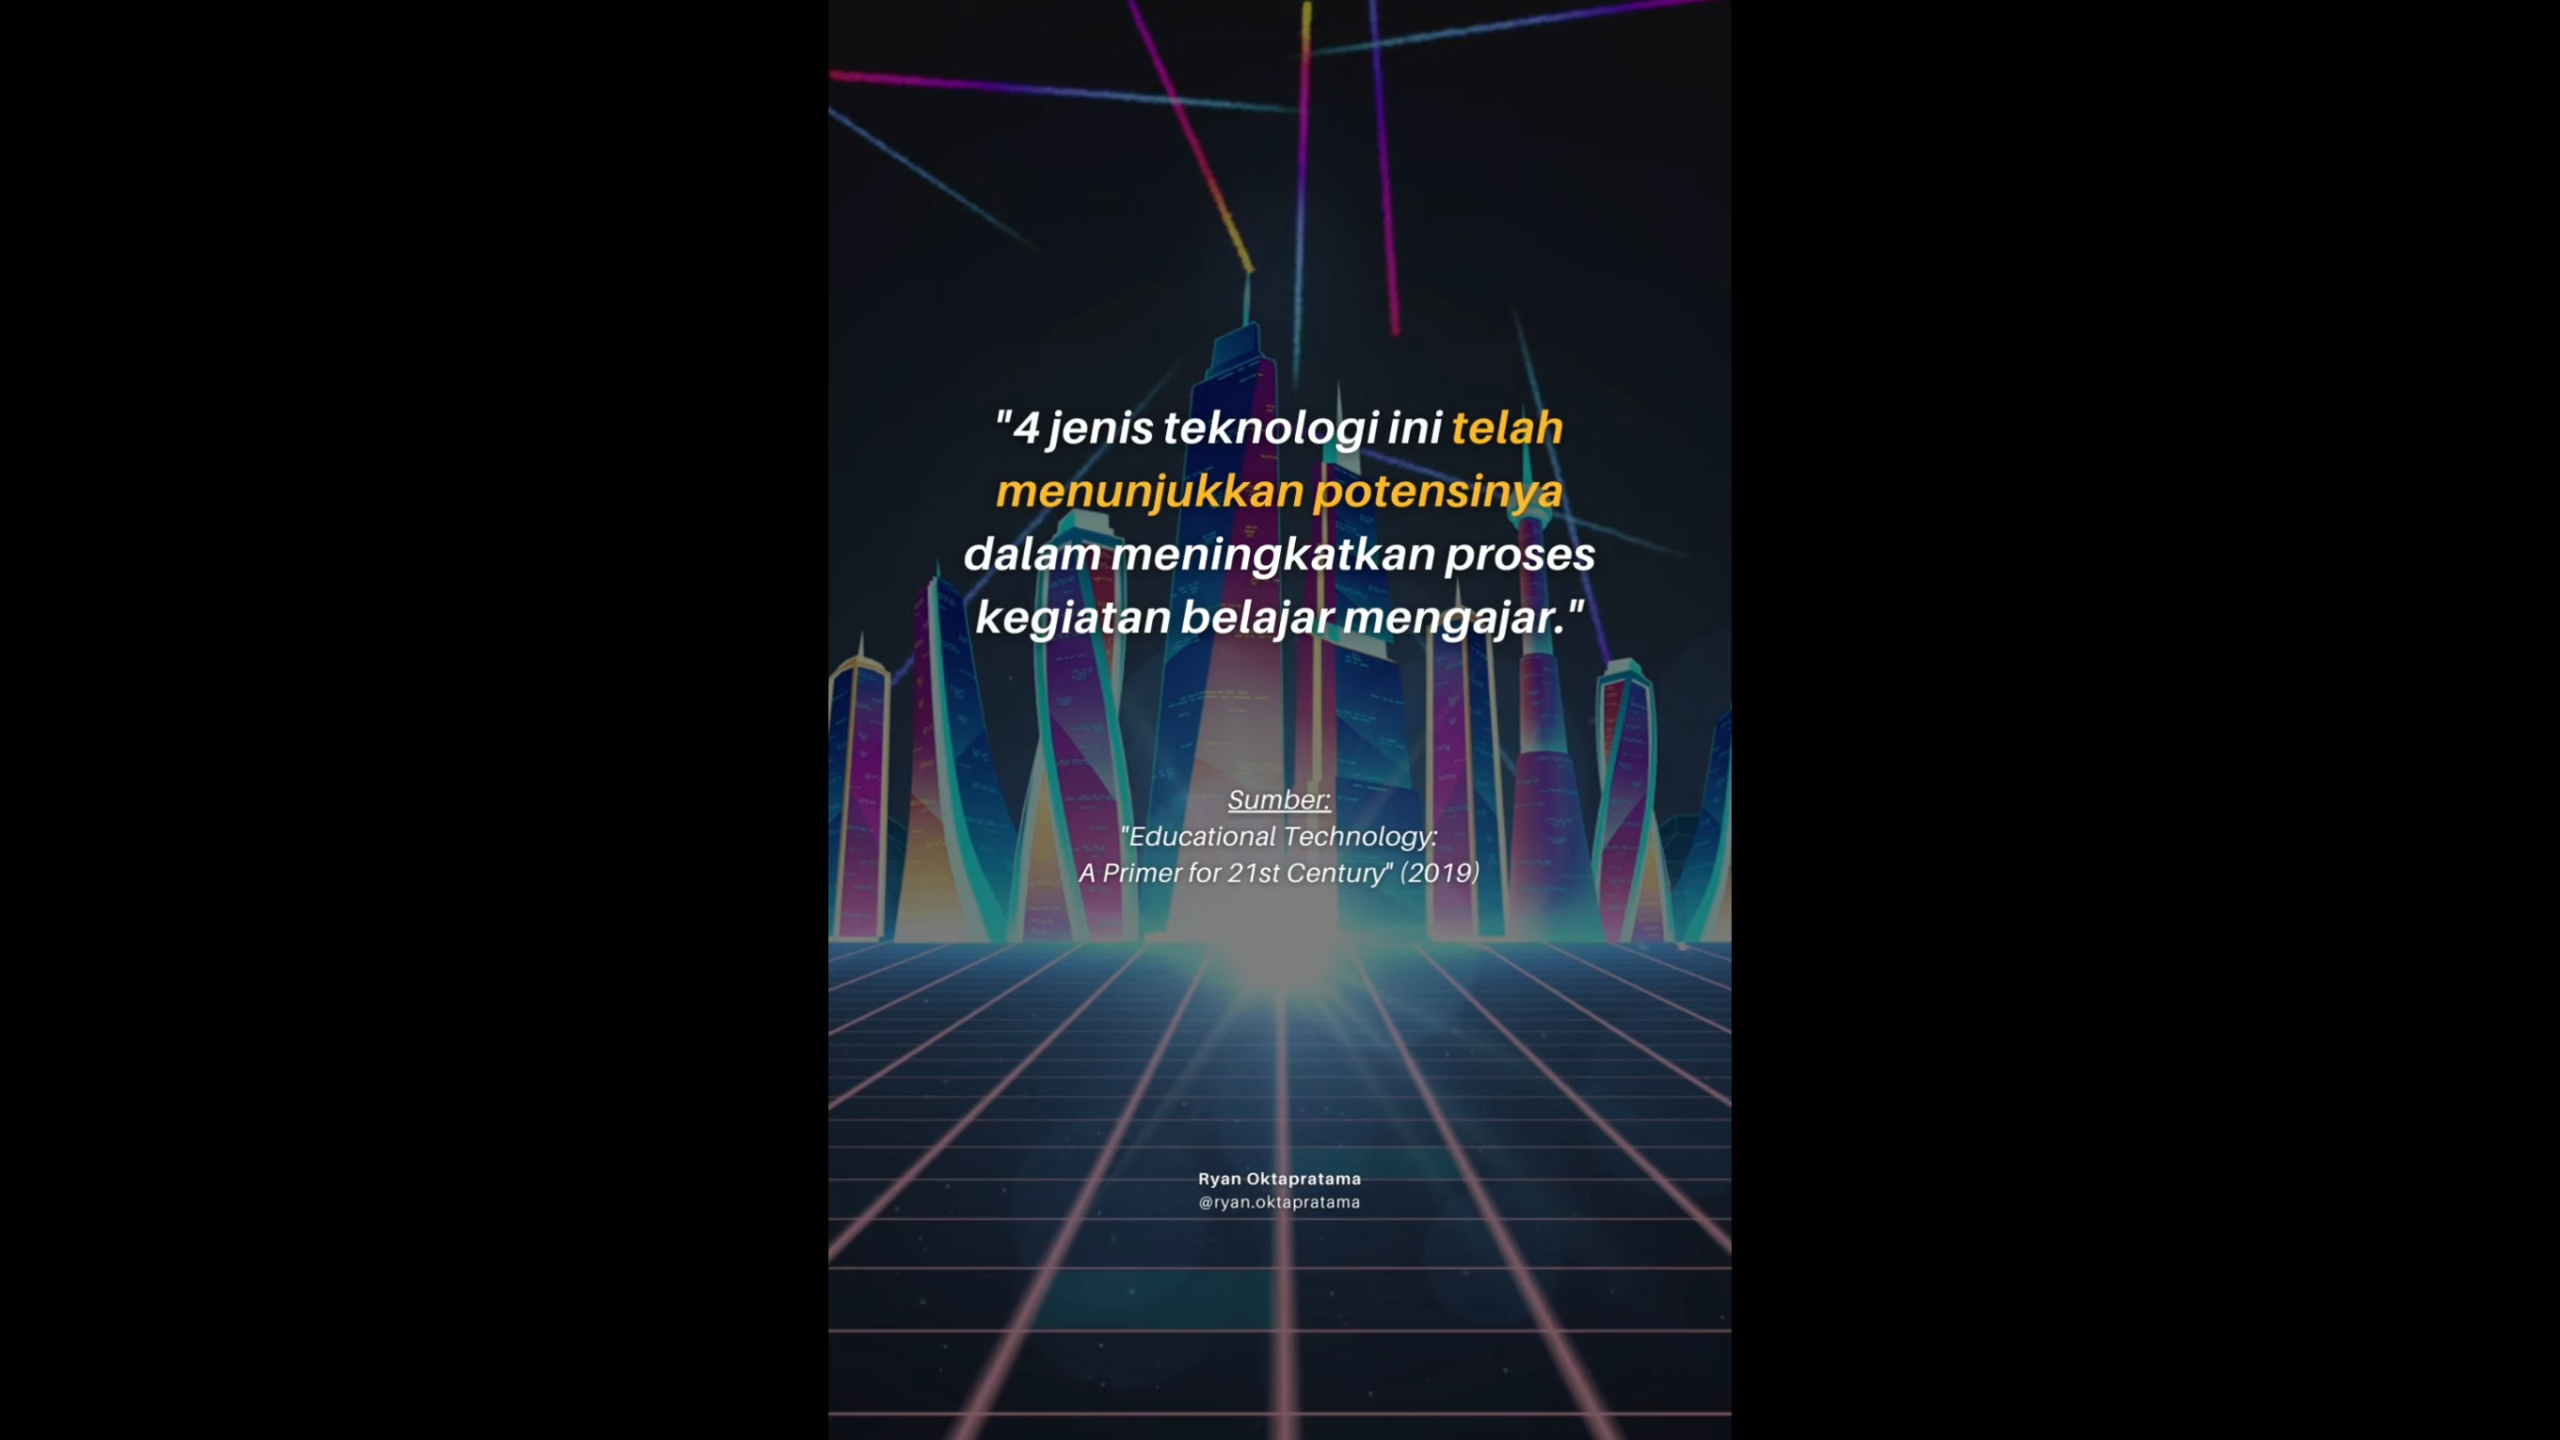 "4 jenis teknologi ini telah
menunjukkan potensinya
dalam meningkatkan proses
kegiatan belajar mengajar."
Sumber:
"Educational Technology:
A Primer for 21st Century" (2019)
Ryan Oktapratama
@ryan.oktapratama